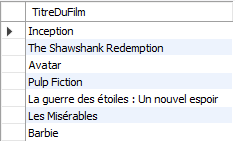 TitreDuFilm
Inception
The Shawshank Redemption
Avatar
Pulp Fiction
La guerre des étoiles : Un nouvel espoir
Les Misérables
Barbie